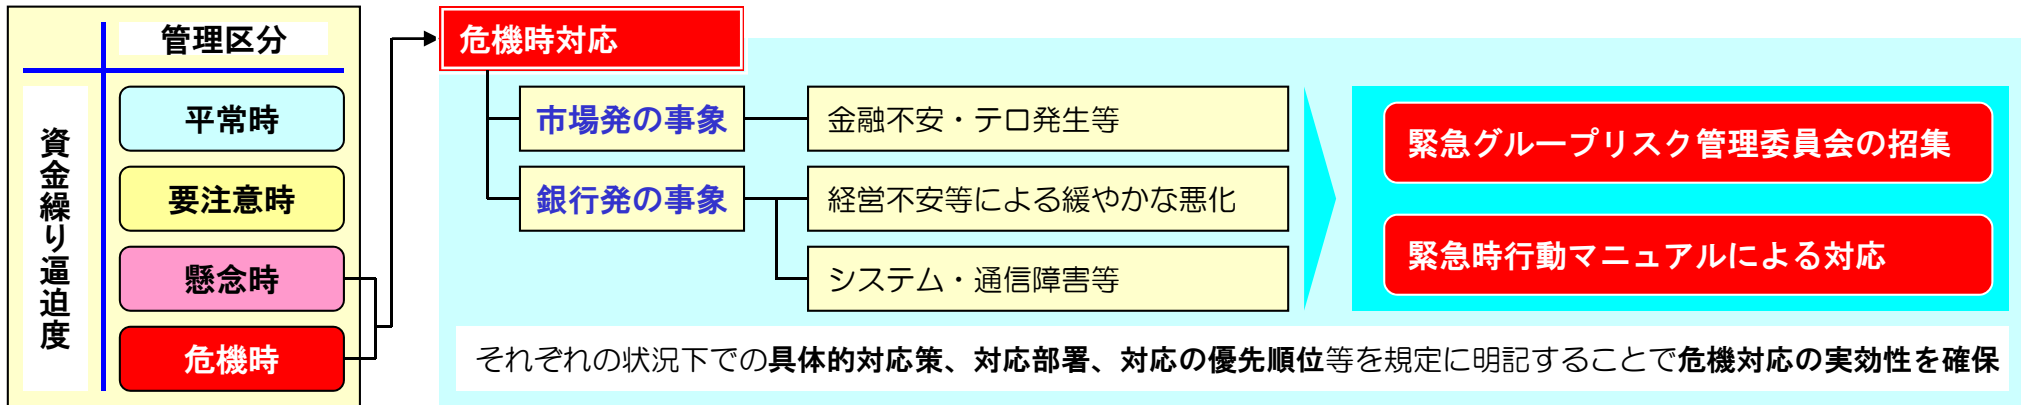 管理区分
資金繰り逼迫度
平常時
要注意時
懸念時
危機時
危機時対応
市場発の事象
金融不安・テロ発生等
銀行発の事象
経営不安等による緩やかな悪化
システム・通信障害等
緊急グループリスク管理委員会の招集
緊急時行動マニュアルによる対応
それぞれの状況下での具体的対応策、対応部署、対応の優先順位等を規定に明記することで危機対応の実効性を確保